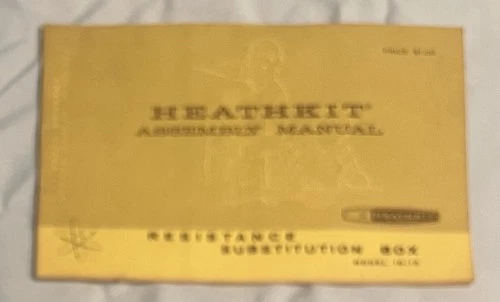 HEATHKIT
ASSEMBLY MANUAL
RESISTANCE
SUBSTITUTION BOX